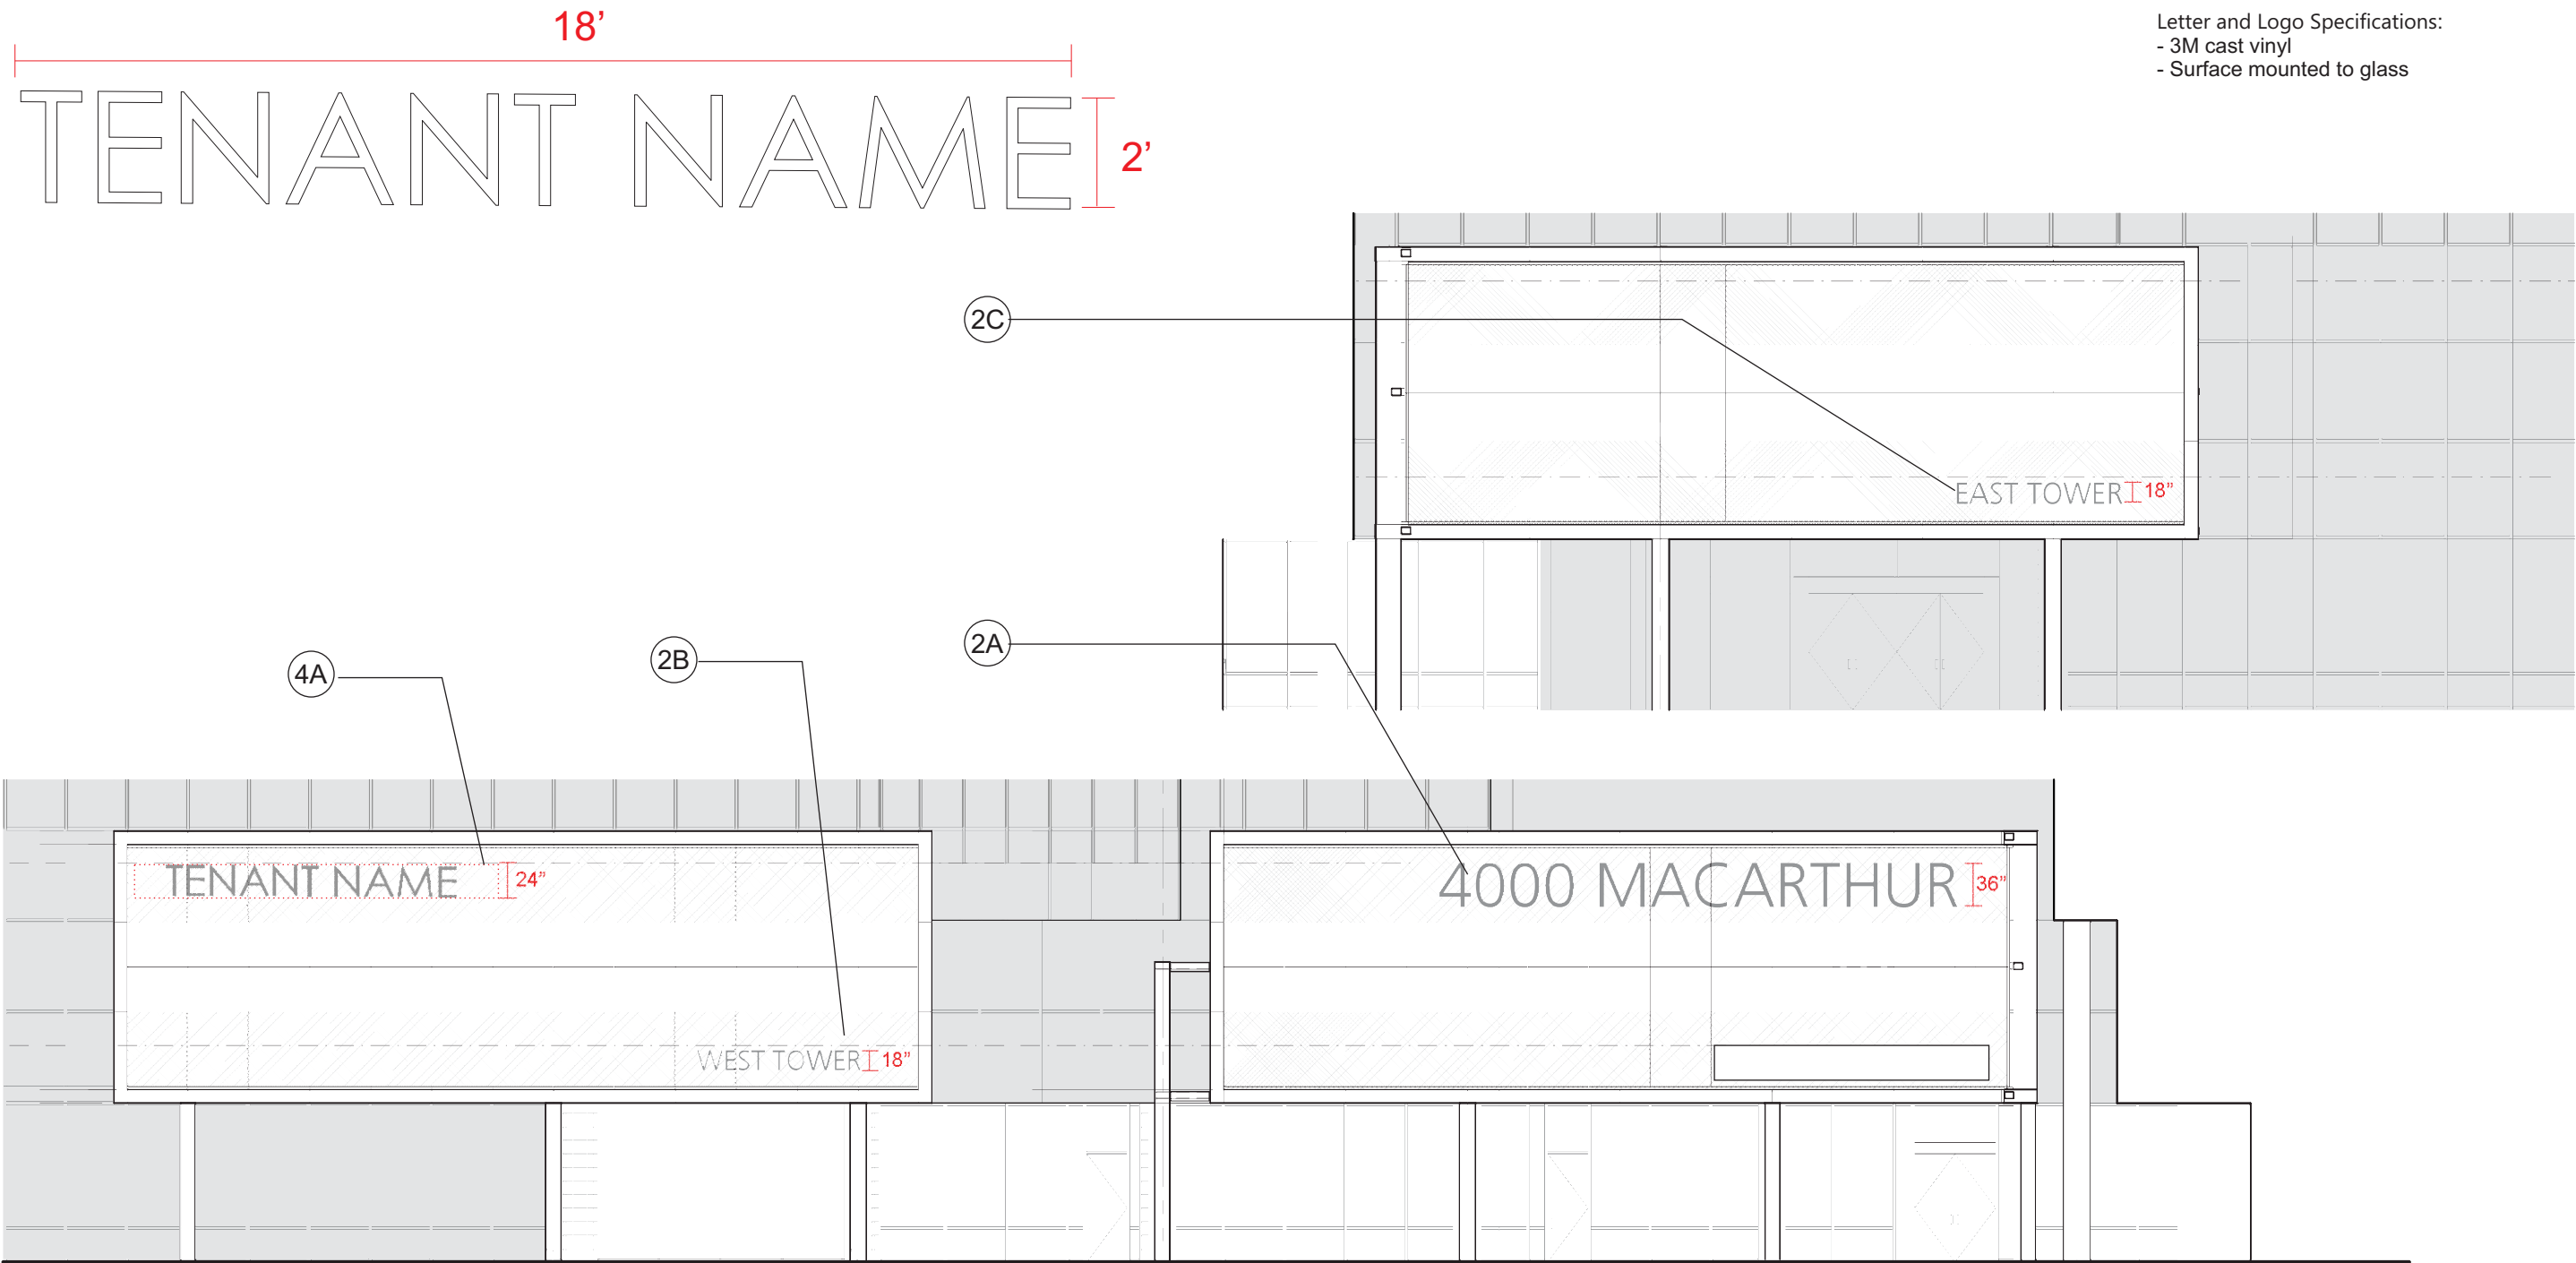 18’
Letter and Logo Specifications:
- 3M cast vinyl
- Surface mounted to glass
TENANT NAME
2’
2C
EAST TOWER 18”
2A
2B
4A
TENANT NAME 24”
4000 MACARTHUR 36”
WEST TOWER 18”